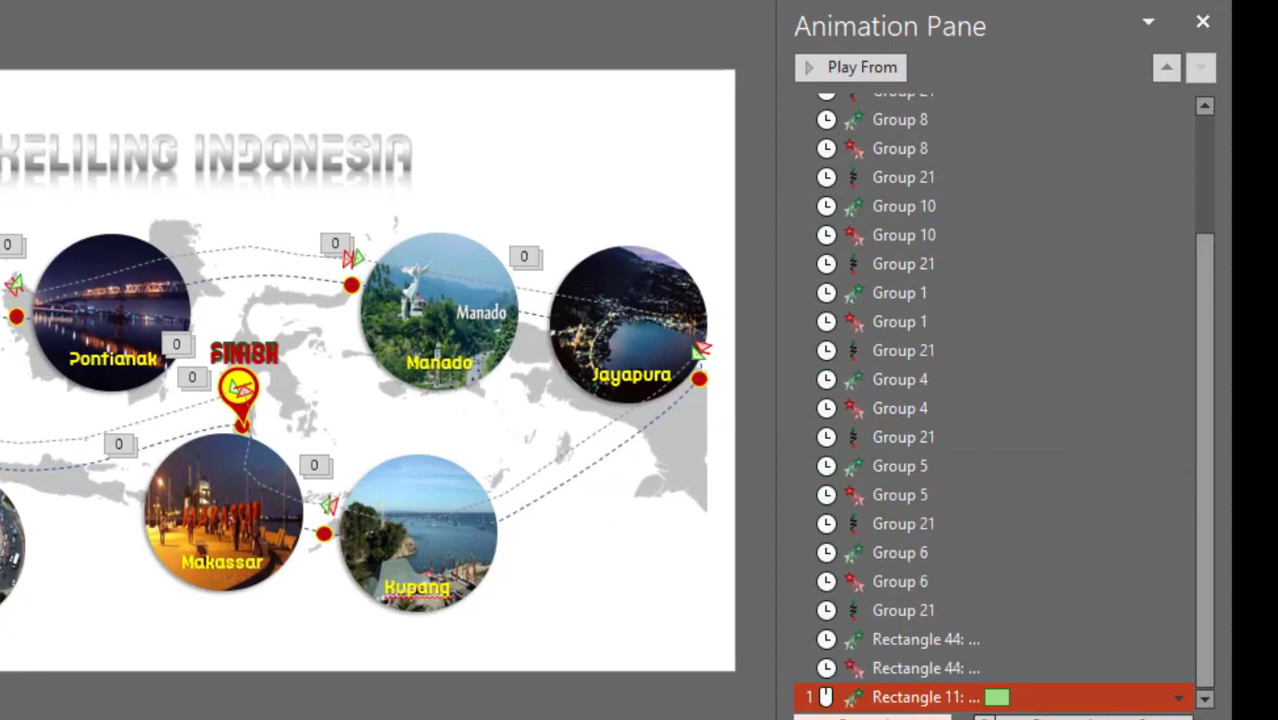 Animation Pane
Play From
Group 21
Group 8
Group 8
Group 21
Group 10
Group 10
Group 21
Group 1
Group 1
Group 21
Group 4
Group 4
Group 21
Group 5
Group 5
Group 21
Group 6
Group 6
Group 21
Rectangle 44: ...
Rectangle 44: ...
1 Rectangle 11: ...
KELILING INDONESIA
0
0
0
Manado
Pontianak
0
FINISH
Manado
Jayapura
0
0
0
MAKASSAR
Makassar
Kupang